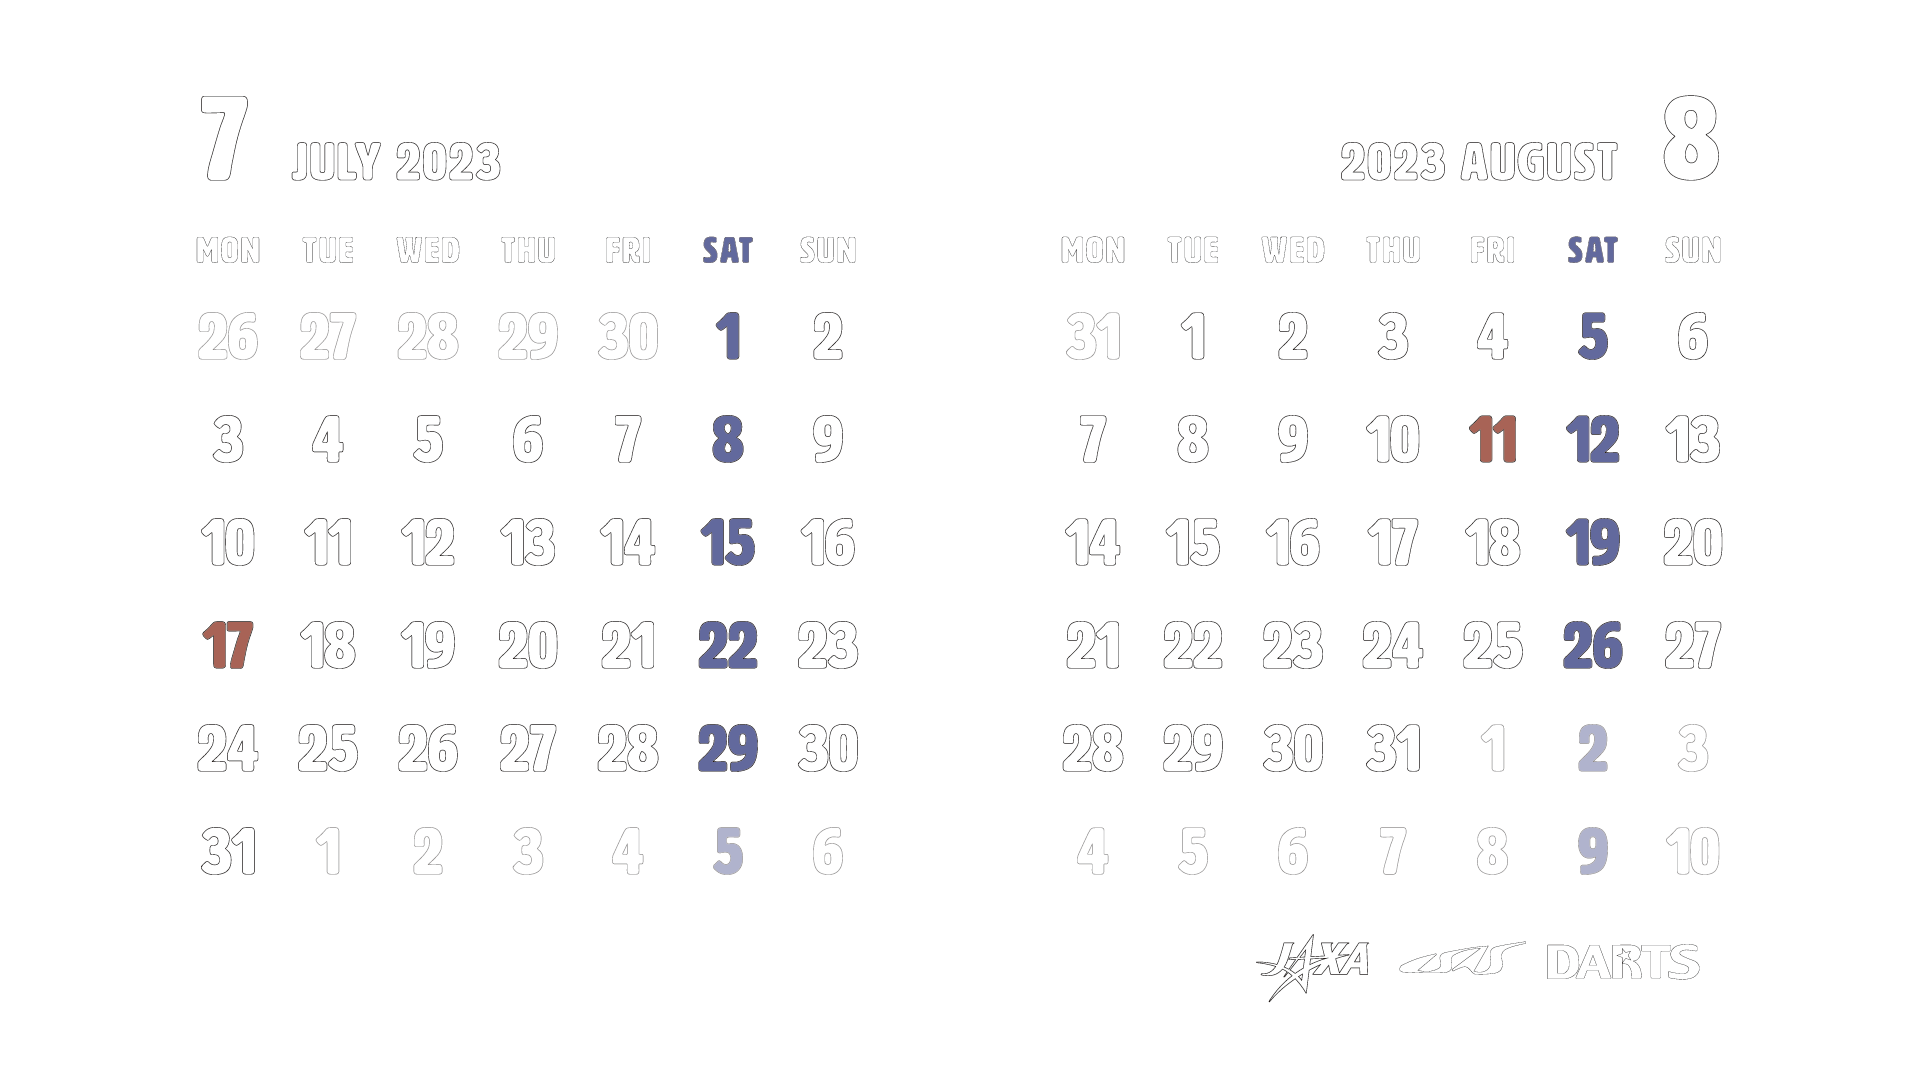 7 JULY 2023
MON TUE WED THU FRI SAT SUN
26 27 28 29 30 1 2
3 4 5 6 7 8 9
10 11 12 13 14 15 16
17 18 19 20 21 22 23
24 25 26 27 28 29 30
31 1 2 3 4 5 6
2023 AUGUST 8
MON TUE WED THU FRI SAT SUN
31 1 2 3 4 5 6
7 8 9 10 11 12 13
14 15 16 17 18 19 20
21 22 23 24 25 26 27
28 29 30 31 1 2 3
4 5 6 7 8 9 10
JAXA ISAS DARTS